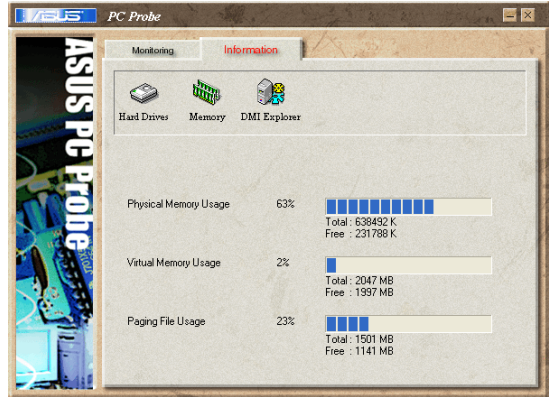 ASUS PC Probe
Monitoring Information
Hard Drives Memory DMI Explorer
ASUS PC Probe
Physical Memory Usage 63%
Total : 638492 K
Free : 231788 K
Virtual Memory Usage 2%
Total : 2047 MB
Free : 1997 MB
Paging File Usage 23%
Total : 1501 MB
Free : 1141 MB